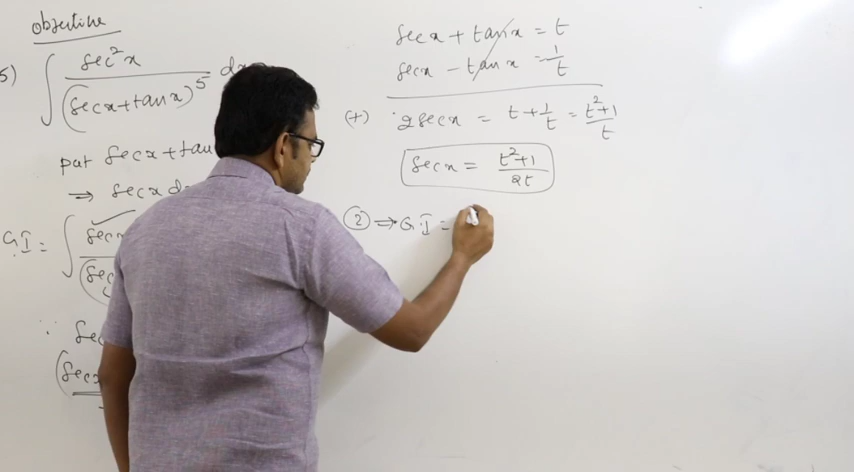 objective
5) ∫ sec²x / (secx+tanx)⁵ dx
put secx+tan
⇒ secx d
G.I = ∫ sec
(sec
∵ sec
(secx
secx + tanx = t
secx - tanx = 1/t
(+) 2secx = t + 1/t = t²+1/t
secx = t²+1/2t
② ⇒ G.I =